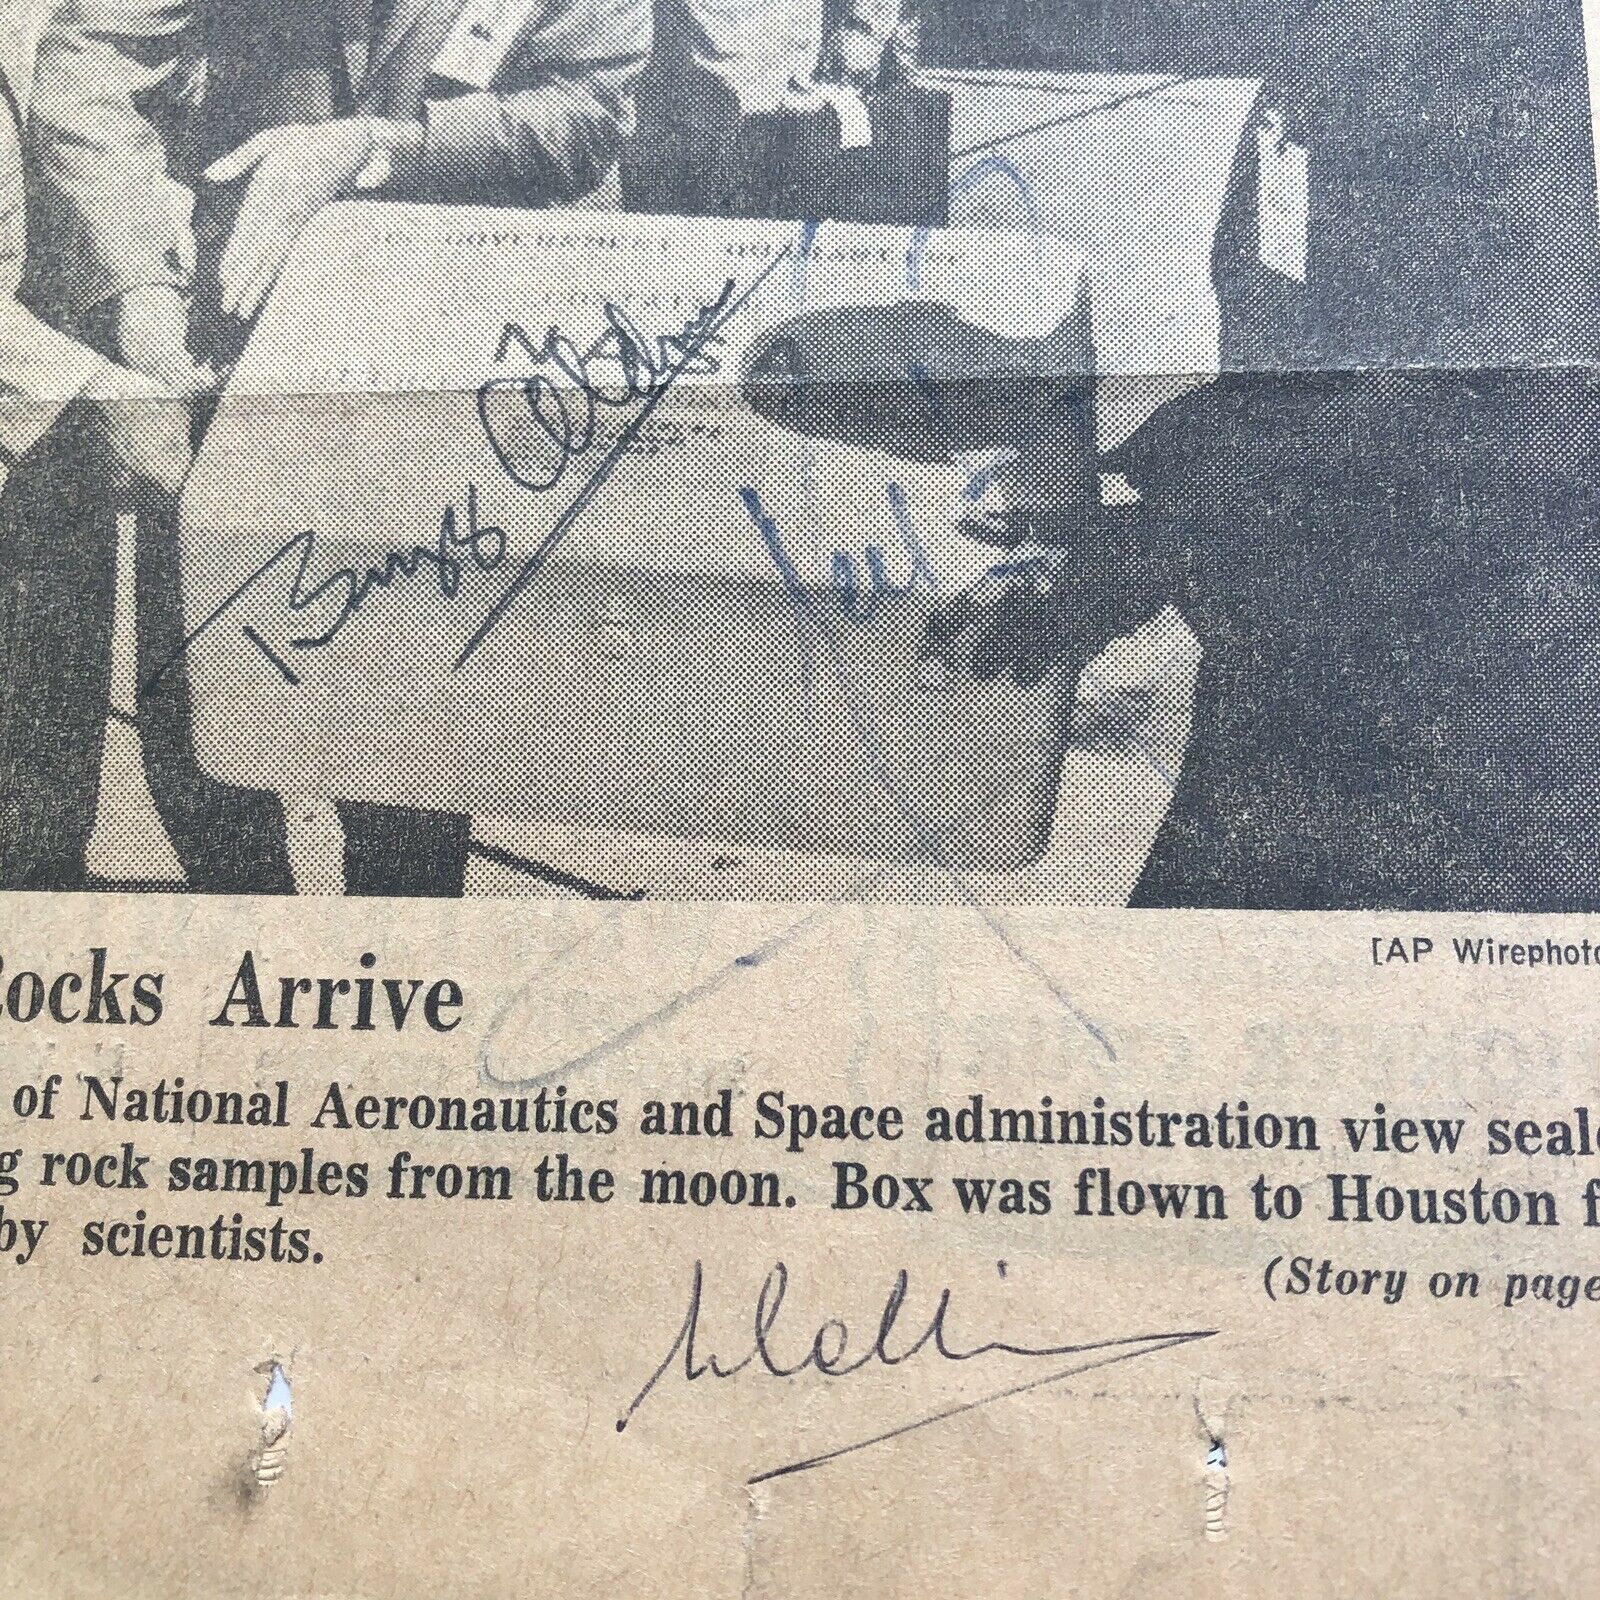 Buzz Aldrin
[AP Wirephoto
Rocks Arrive
of National Aeronautics and Space administration view seale
g rock samples from the moon. Box was flown to Houston f
by scientists.
(Story on page
MCollins